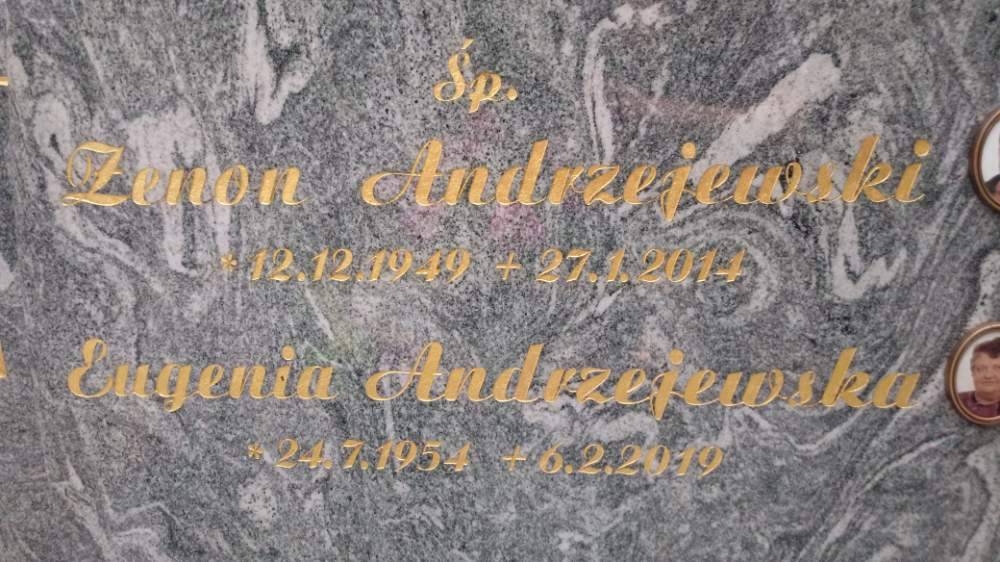 Śp.
Zenon Andrzejewski
* 12.12.1949 + 27.1.2014
Eugenia Andrzejewska
* 24.7.1954 + 6.2.2019